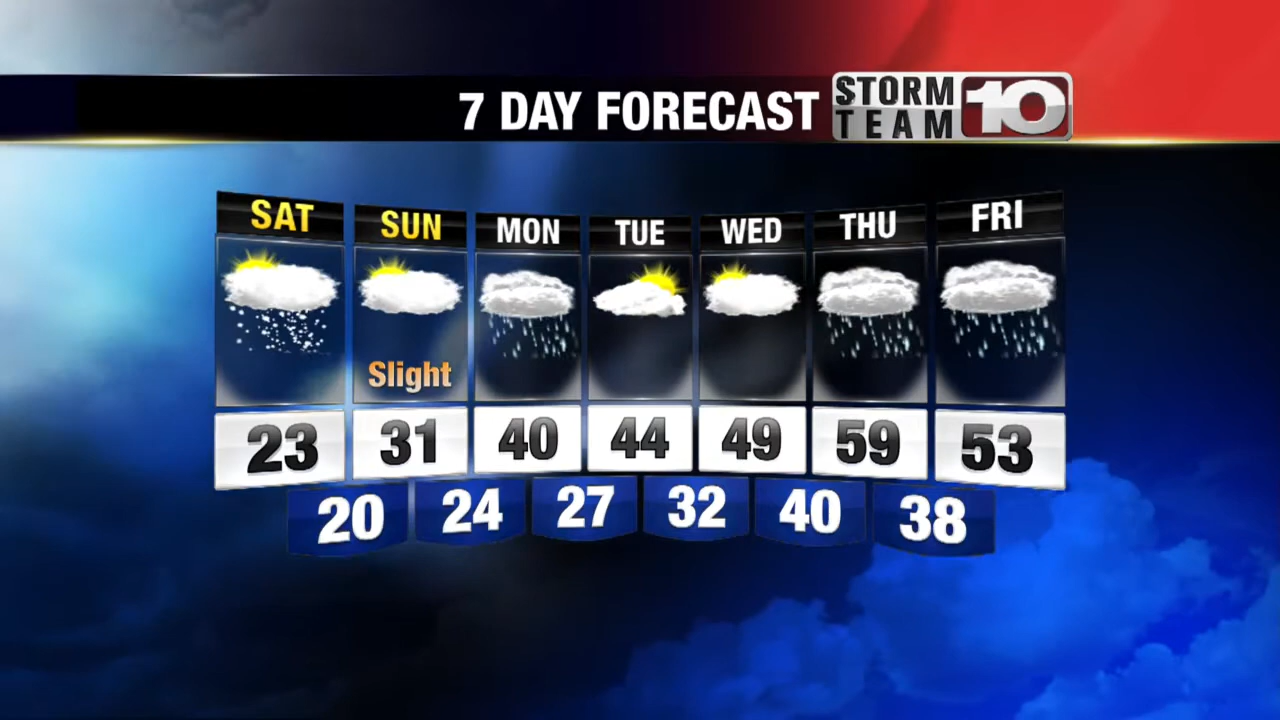 7 DAY FORECAST
STORM TEAM 10
SAT SUN MON TUE WED THU FRI
Slight
23 31 40 44 49 59 53
20 24 27 32 40 38